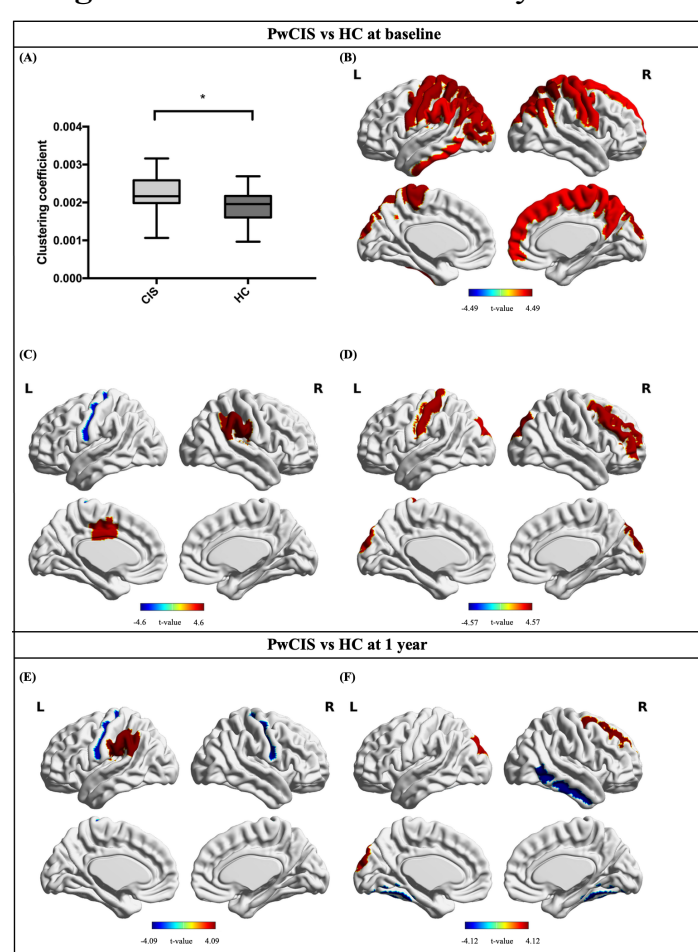 PwCIS vs HC at baseline
(A)
*
Clustering coefficient
0.004
0.003
0.002
0.001
0.000
CIS
HC
(B)
L
R
-4.49 t-value 4.49
(C)
L
R
-4.6 t-value 4.6
(D)
L
R
-4.57 t-value 4.57
PwCIS vs HC at 1 year
(E)
L
R
-4.09 t-value 4.09
(F)
L
R
-4.12 t-value 4.12